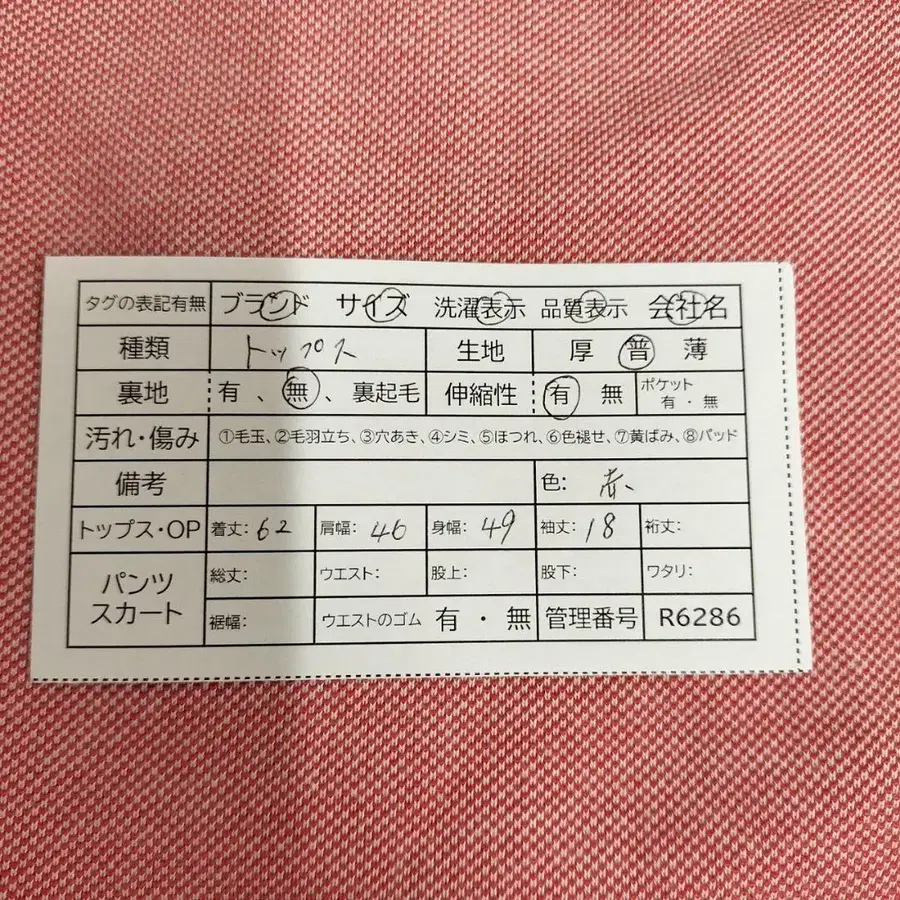 タグの表記有無 ブランド サイズ 洗濯表示 品質表示 会社名
種類 トップス 生地 厚 普 薄
裏地 有 、 無 、 裏起毛 伸縮性 有 無 ポケット 有 ・ 無
汚れ・傷み ①毛玉、②毛羽立ち、③穴あき、④シミ、⑤ほつれ、⑥色褪せ、⑦黄ばみ、⑧パッド
備考 色: 赤
トップス・OP 着丈: 62 肩幅: 46 身幅: 49 袖丈: 18 裄丈:
パンツ スカート 総丈: ウエスト: 股上: 股下: ワタリ:
裾幅: ウエストのゴム 有 ・ 無 管理番号 R6286